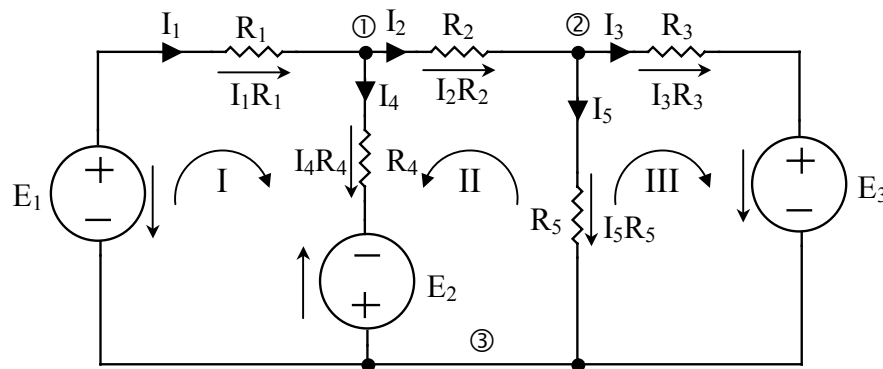 I1 R1 ① I2 R2 ② I3 R3
I1R1 I2R2 I3R3
I4 I5
+ I4R4 R4 +
E1 I II III E3
− R5 I5R5 −
− E2
+
③